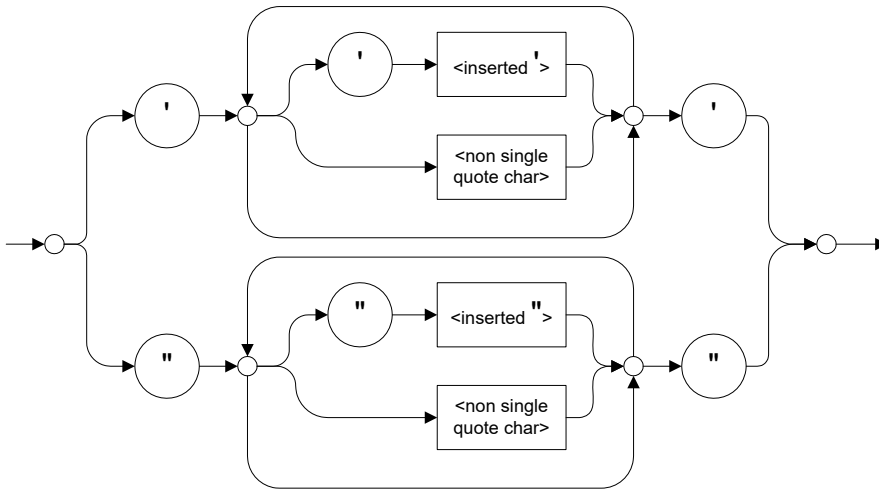 '
<inserted '>
'
'
<non single
quote char>
"
<inserted ">
"
"
<non single
quote char>